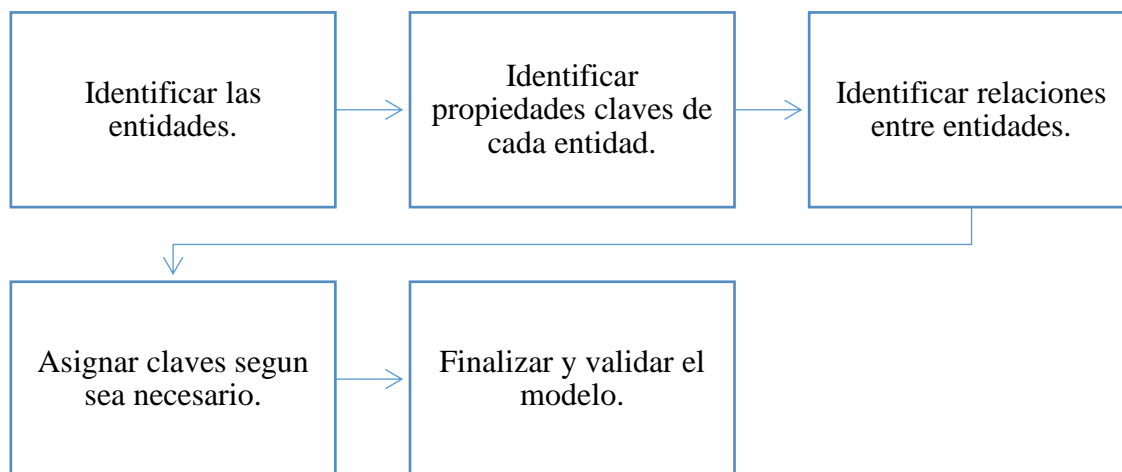 Identificar las
entidades.
Identificar
propiedades claves de
cada entidad.
Identificar relaciones
entre entidades.
Asignar claves segun
sea necesario.
Finalizar y validar el
modelo.